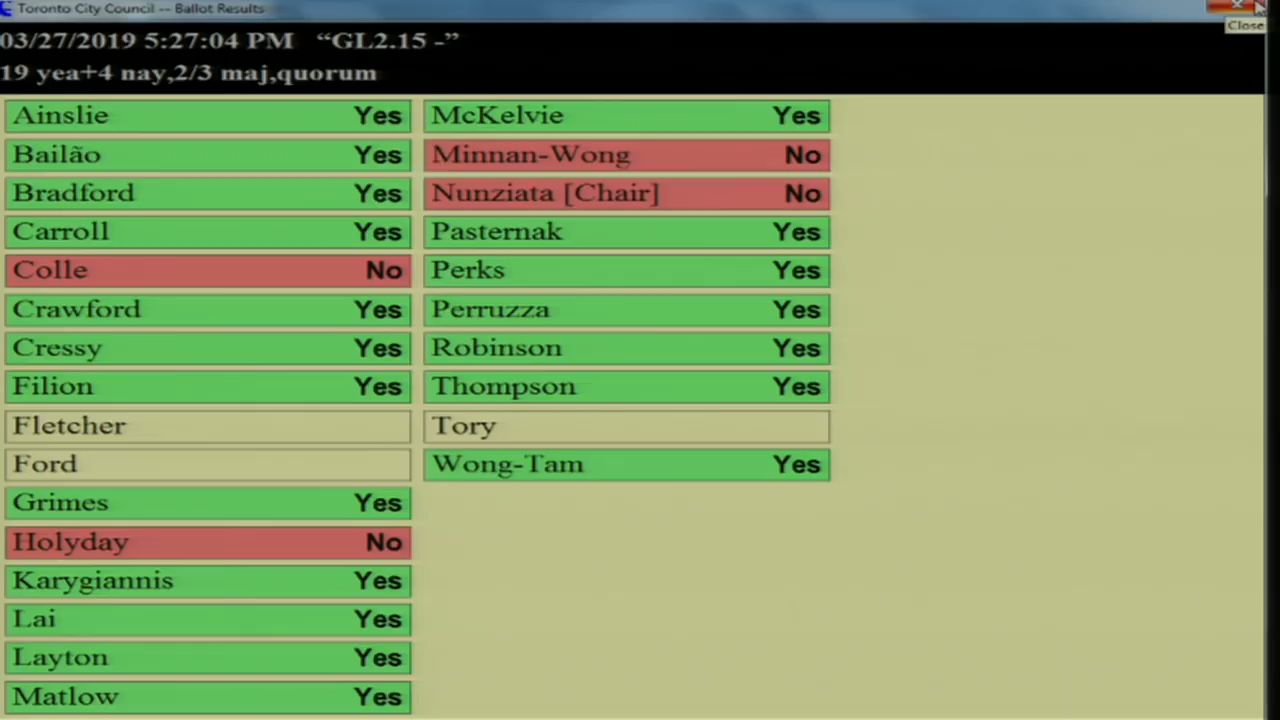 Toronto City Council -- Ballot Results
Close
03/27/2019 5:27:04 PM “GL2.15 -”
19 yea+4 nay,2/3 maj,quorum
Ainslie Yes
Bailão Yes
Bradford Yes
Carroll Yes
Colle No
Crawford Yes
Cressy Yes
Filion Yes
Fletcher
Ford
Grimes Yes
Holyday No
Karygiannis Yes
Lai Yes
Layton Yes
Matlow Yes
McKelvie Yes
Minnan-Wong No
Nunziata [Chair] No
Pasternak Yes
Perks Yes
Perruzza Yes
Robinson Yes
Thompson Yes
Tory
Wong-Tam Yes